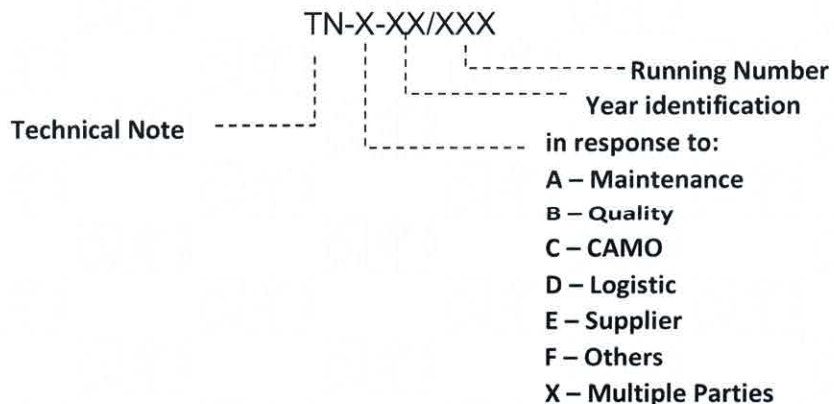 TN-X-XX/XXX
Running Number
Year identification
Technical Note
in response to:
A – Maintenance
B – Quality
C – CAMO
D – Logistic
E – Supplier
F – Others
X – Multiple Parties